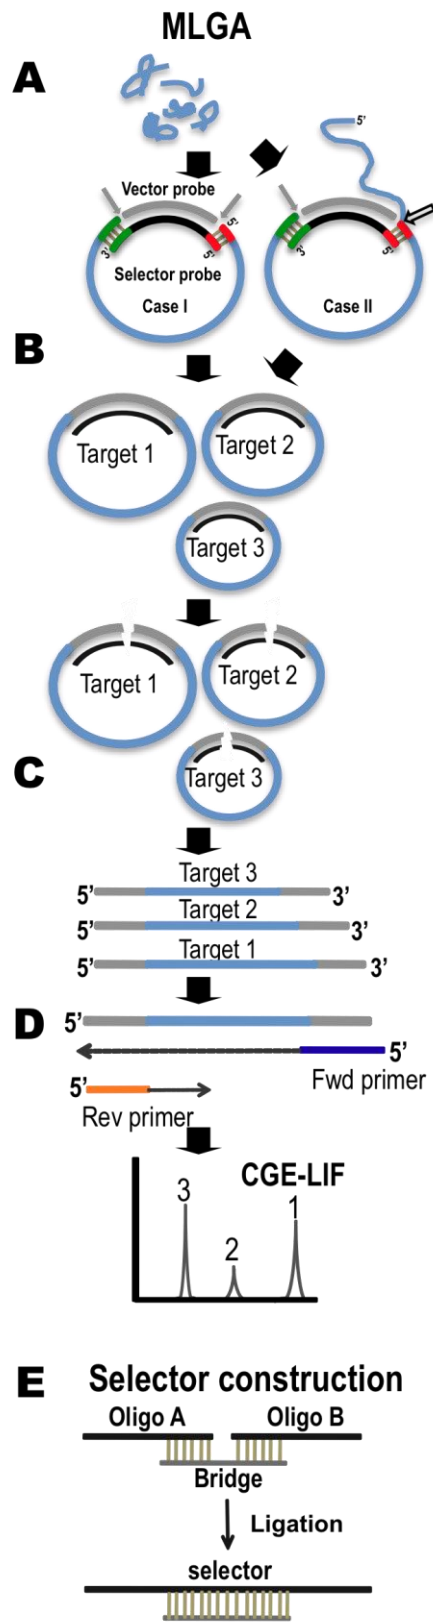 MLGA
A
5'
Vector probe
5'
3'
5'
3'
5'
Selector probe
Case I
Case II
B
Target 1
Target 2
Target 3
Target 1
Target 2
Target 3
C
Target 3
5'
3'
Target 2
5'
3'
Target 1
5'
3'
D
5'
5'
Fwd primer
5'
Rev primer
CGE-LIF
3
1
2
E
Selector construction
Oligo A
Oligo B
Bridge
Ligation
selector